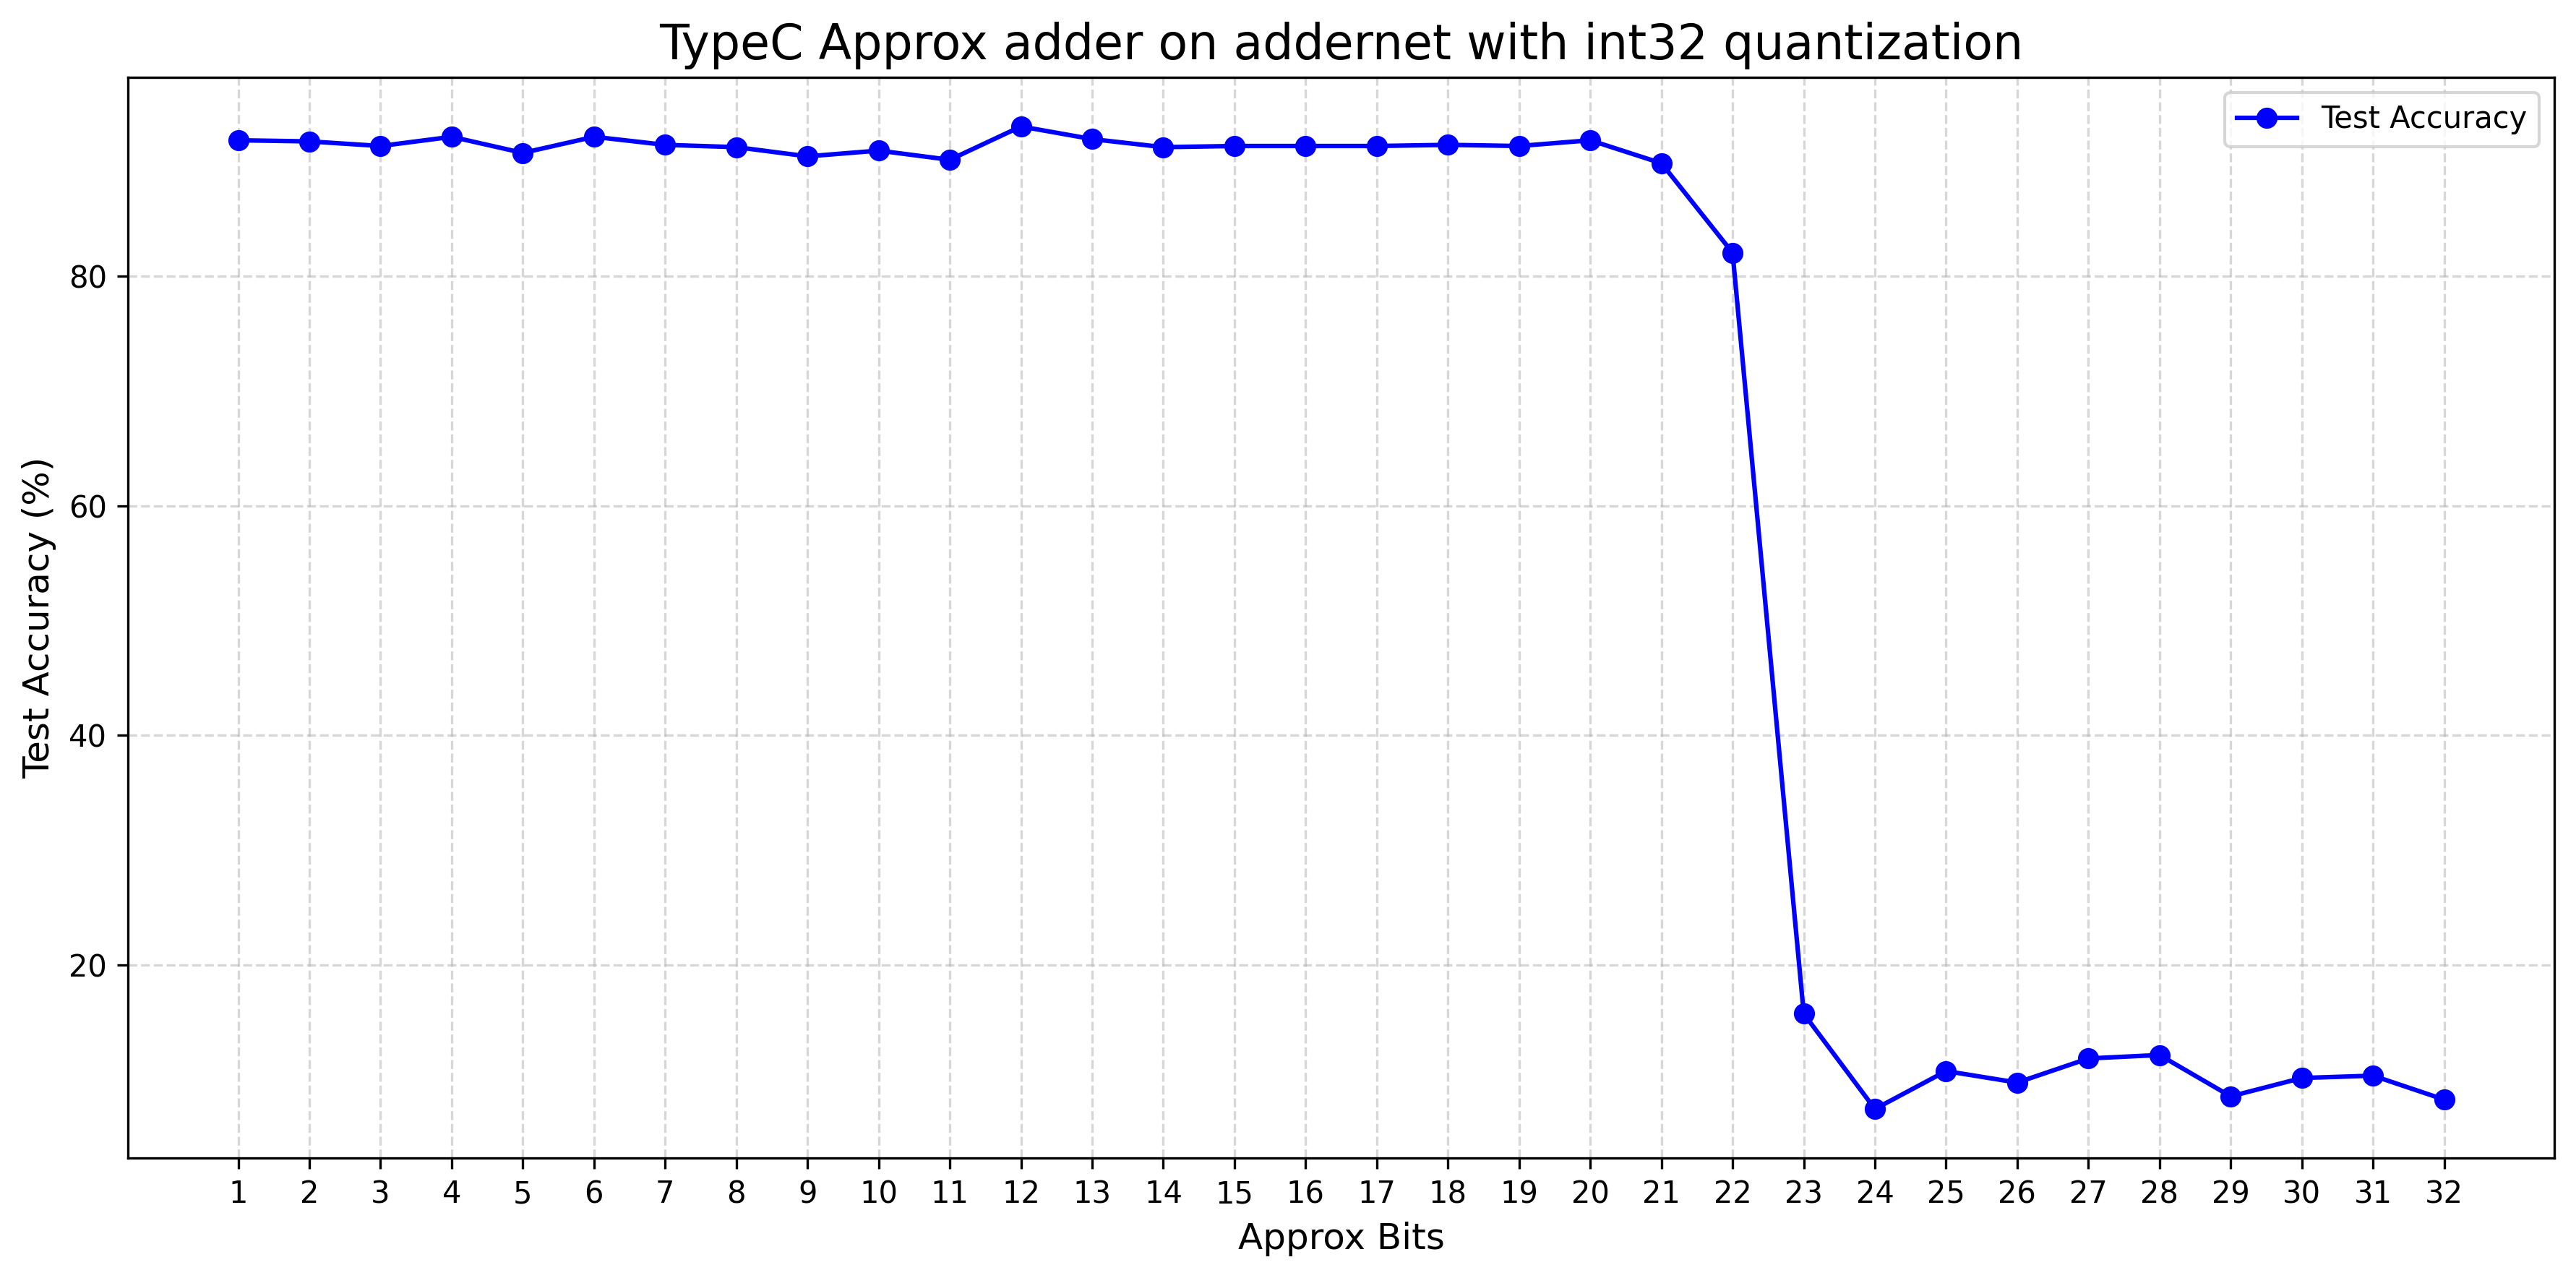 TypeC Approx adder on addernet with int32 quantization
Test Accuracy
Test Accuracy (%)
80
60
40
20
1 2 3 4 5 6 7 8 9 10 11 12 13 14 15 16 17 18 19 20 21 22 23 24 25 26 27 28 29 30 31 32
Approx Bits